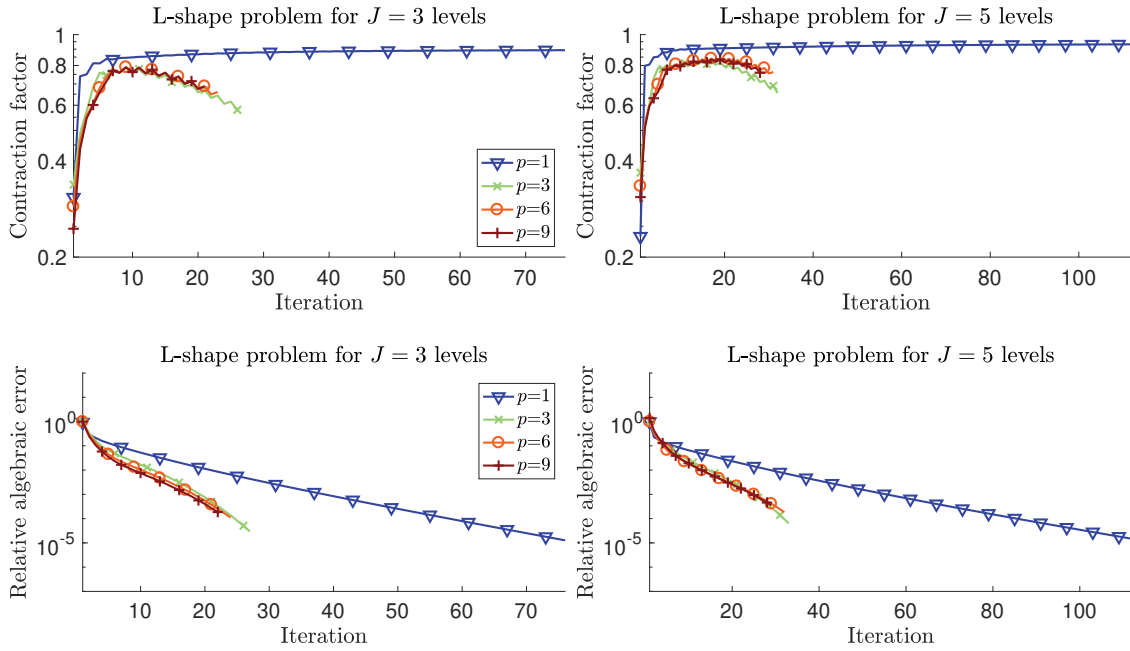 L-shape problem for J = 3 levels
Contraction factor
1
0.8
0.6
0.4
0.2
10 20 30 40 50 60 70
Iteration
p=1
p=3
p=6
p=9
L-shape problem for J = 5 levels
Contraction factor
1
0.8
0.6
0.4
0.2
20 40 60 80 100
Iteration
L-shape problem for J = 3 levels
Relative algebraic error
10^0
10^-5
10 20 30 40 50 60 70
Iteration
p=1
p=3
p=6
p=9
L-shape problem for J = 5 levels
Relative algebraic error
10^0
10^-5
20 40 60 80 100
Iteration